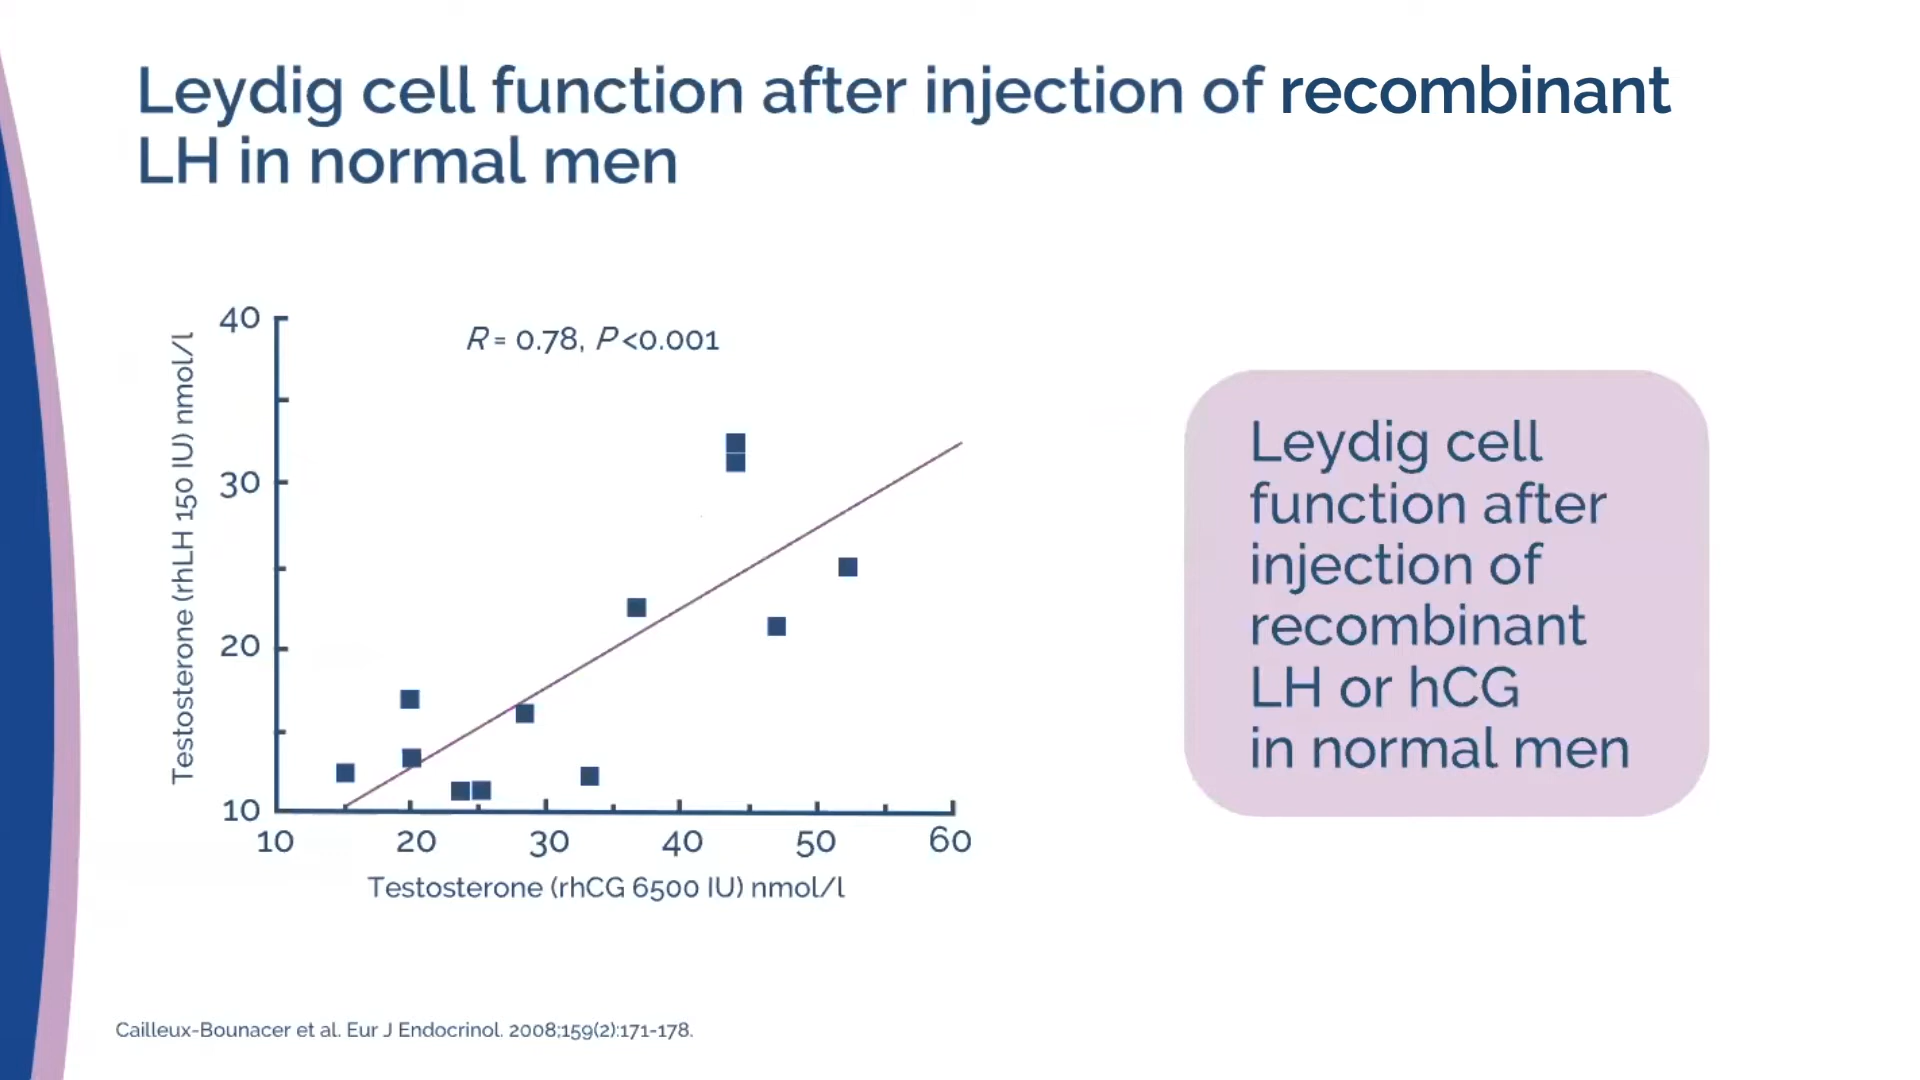 Leydig cell function after injection of recombinant
LH in normal men
R = 0.78, P <0.001
Testosterone (rhLH 150 IU) nmol/l
40
30
20
10
10 20 30 40 50 60
Testosterone (rhCG 6500 IU) nmol/l
Leydig cell
function after
injection of
recombinant
LH or hCG
in normal men
Cailleux-Bounacer et al. Eur J Endocrinol. 2008;159(2):171-178.